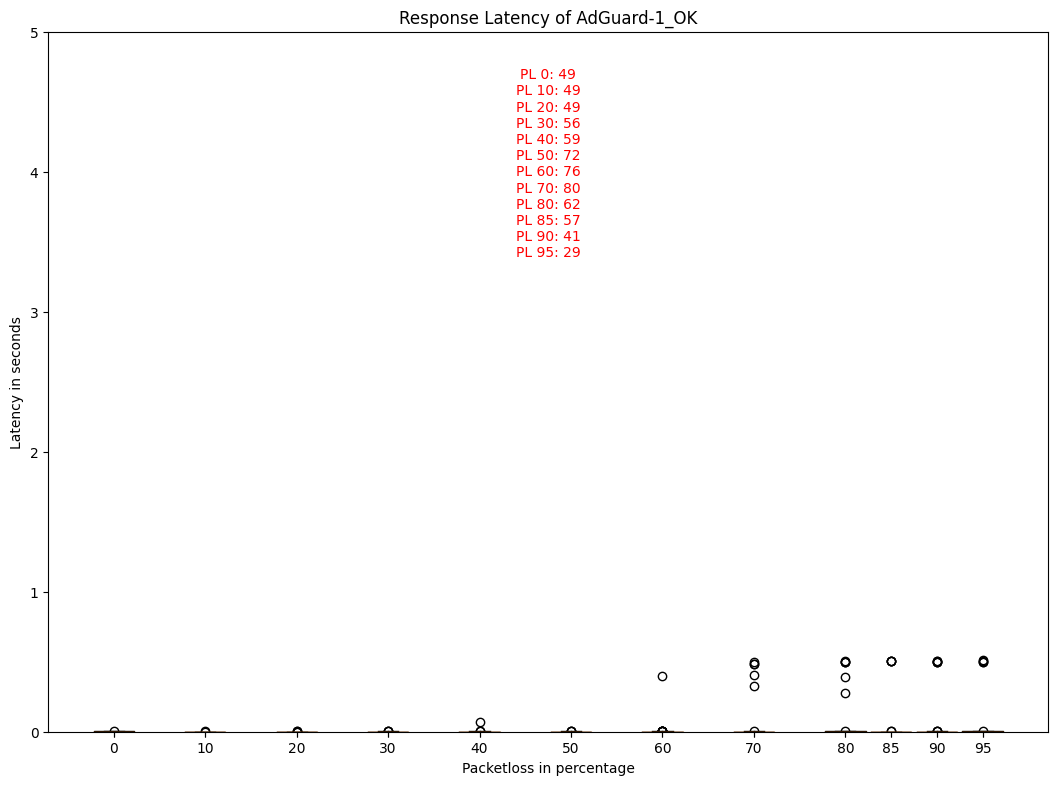 Response Latency of AdGuard-1_OK
5
PL 0: 49
PL 10: 49
PL 20: 49
PL 30: 56
PL 40: 59
PL 50: 72
PL 60: 76
PL 70: 80
PL 80: 62
PL 85: 57
PL 90: 41
PL 95: 29
4
3
2
1
0
Latency in seconds
0 10 20 30 40 50 60 70 80 85 90 95
Packetloss in percentage